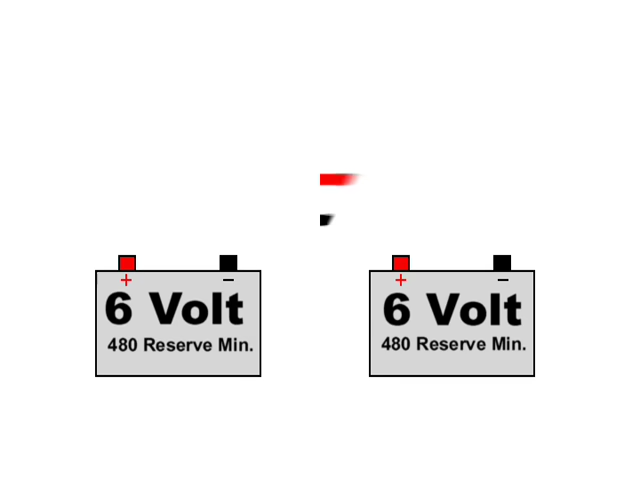 + −
6 Volt
480 Reserve Min.
+ −
6 Volt
480 Reserve Min.